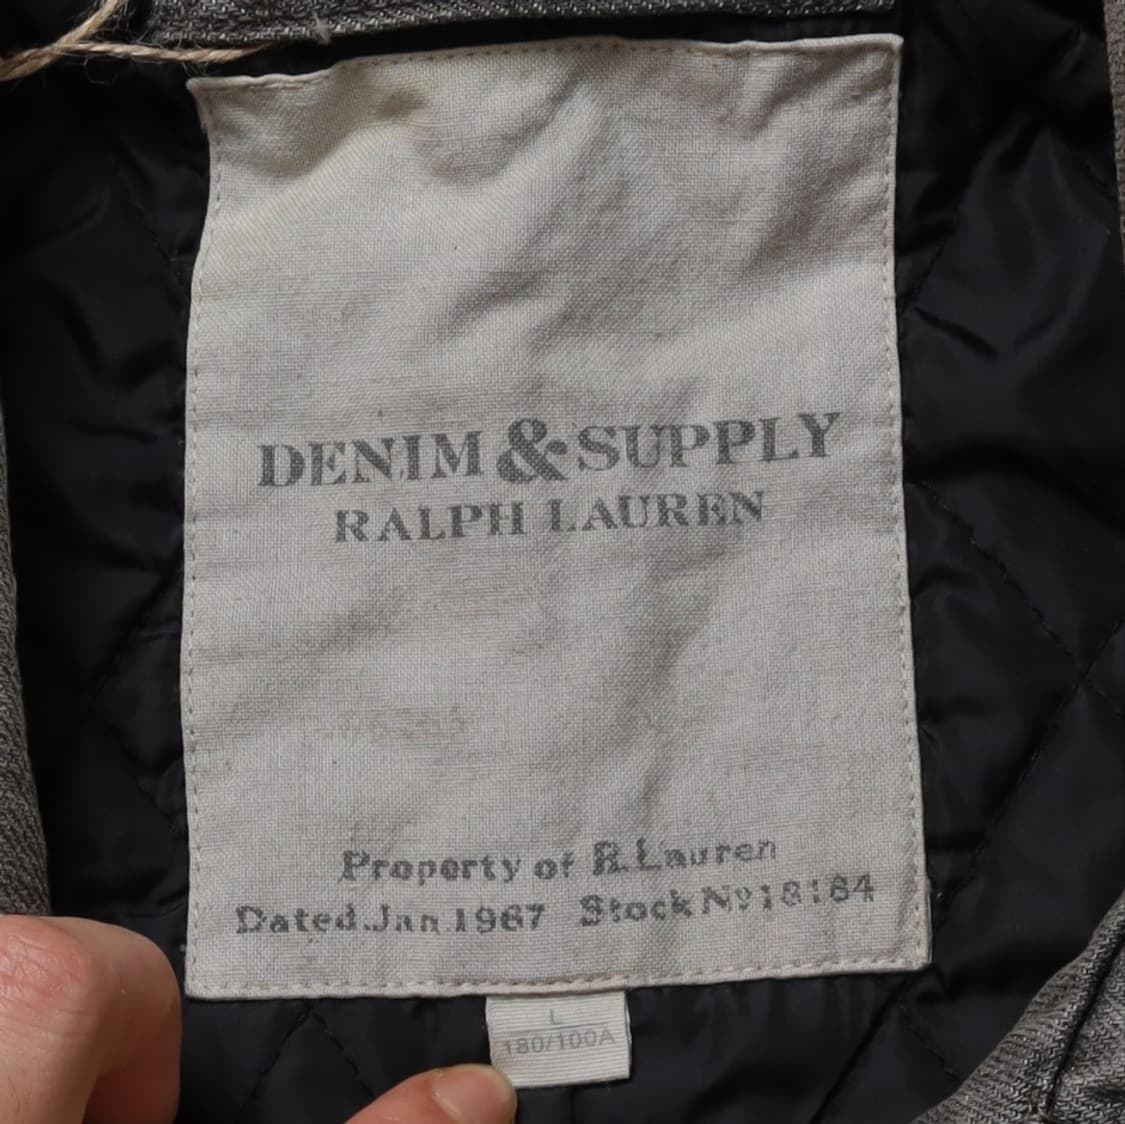 DENIM & SUPPLY
RALPH LAUREN
Property of R. Lauren
Dated Jan 1967 Stock Nº 18184
L
180/100A